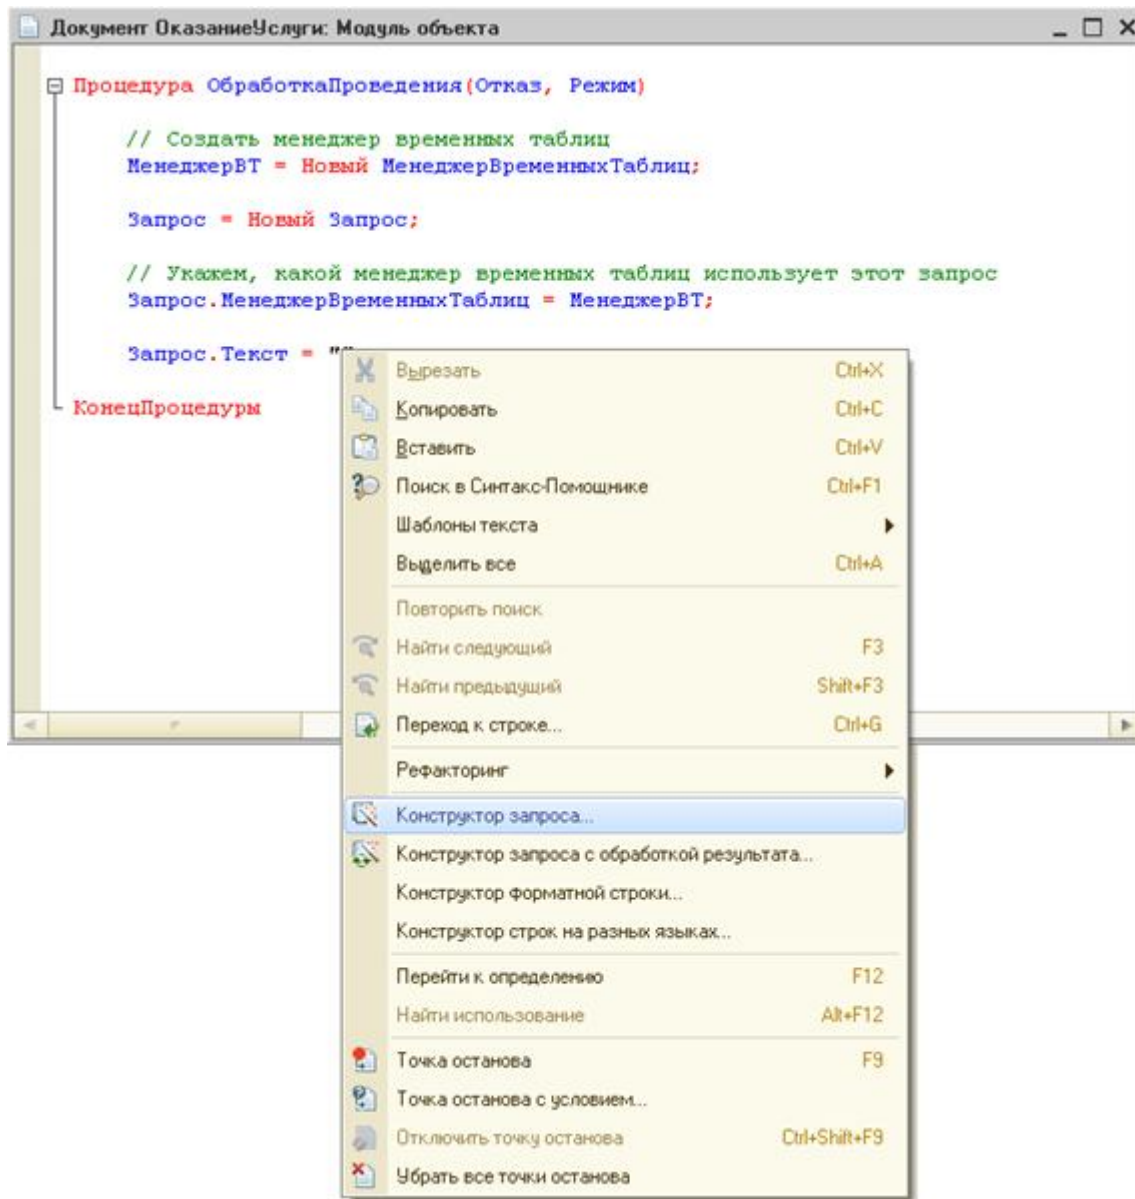 Документ ОказаниеУслуги: Модуль объекта
Процедура ОбработкаПроведения(Отказ, Режим)
// Создать менеджер временных таблиц
МенеджерВТ = Новый МенеджерВременныхТаблиц;
Запрос = Новый Запрос;
// Укажем, какой менеджер временных таблиц использует этот запрос
Запрос.МенеджерВременныхТаблиц = МенеджерВТ;
Запрос.Текст = "
КонецПроцедуры
Вырезать Ctrl+X
Копировать Ctrl+C
Вставить Ctrl+V
Поиск в Синтакс-Помощнике Ctrl+F1
Шаблоны текста
Выделить все Ctrl+A
Повторить поиск
Найти следующий F3
Найти предыдущий Shift+F3
Переход к строке... Ctrl+G
Рефакторинг
Конструктор запроса...
Конструктор запроса с обработкой результата...
Конструктор форматной строки...
Конструктор строк на разных языках...
Перейти к определению F12
Найти использование Alt+F12
Точка останова F9
Точка останова с условием...
Отключить точку останова Ctrl+Shift+F9
Убрать все точки останова